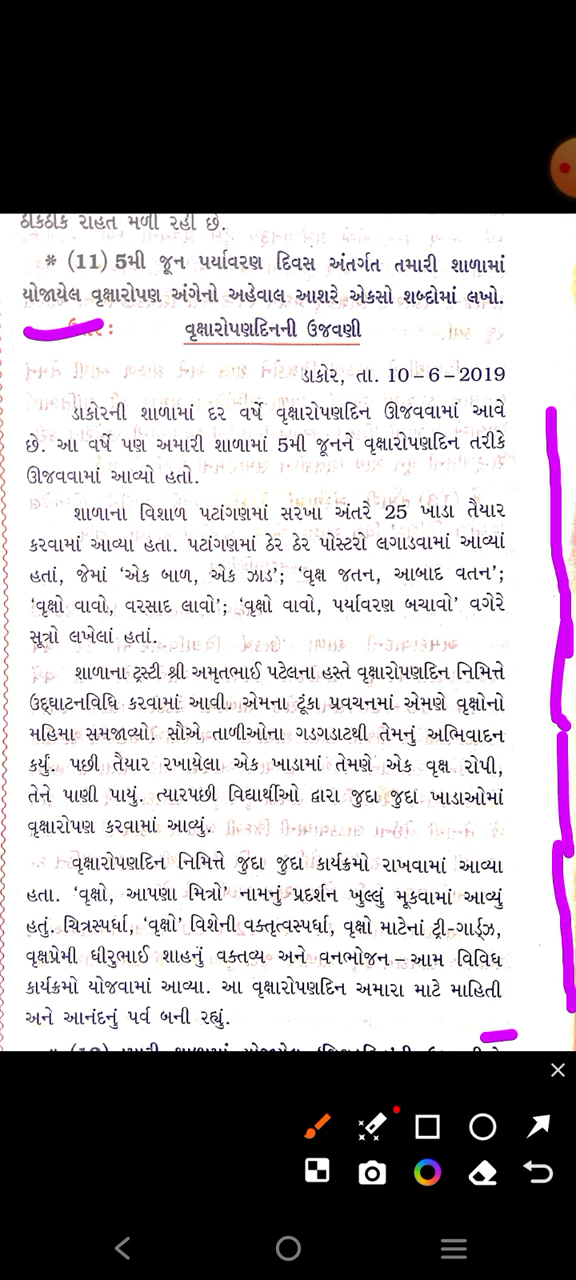 ઠીકઠીક રાહત મળી રહી છે.
* (11) 5મી જૂન પર્યાવરણ દિવસ અંતર્ગત તમારી શાળામાં
યોજાયેલ વૃક્ષારોપણ અંગેનો અહેવાલ આશરે એકસો શબ્દોમાં લખો.
વૃક્ષારોપણદિનની ઉજવણી
ડાકોર, તા. 10–6–2019
ડાકોરની શાળામાં દર વર્ષે વૃક્ષારોપણદિન ઊજવવામાં આવે
છે. આ વર્ષે પણ અમારી શાળામાં 5મી જૂનને વૃક્ષારોપણદિન તરીકે
ઊજવવામાં આવ્યો હતો.
શાળાના વિશાળ પટાંગણમાં સરખા અંતરે 25 ખાડા તૈયાર
કરવામાં આવ્યા હતા. પટાંગણમાં ઠેર ઠેર પોસ્ટરો લગાડવામાં આવ્યાં
હતાં, જેમાં ‘એક બાળ, એક ઝાડ’; ‘વૃક્ષ જતન, આબાદ વતન’;
‘વૃક્ષો વાવો, વરસાદ લાવો’; ‘વૃક્ષો વાવો, પર્યાવરણ બચાવો’ વગેરે
સૂત્રો લખેલાં હતાં.
શાળાના ટ્રસ્ટી શ્રી અમૃતભાઈ પટેલના હસ્તે વૃક્ષારોપણદિન નિમિત્તે
ઉદ્ઘાટનવિધિ કરવામાં આવી. એમના ટૂંકા પ્રવચનમાં એમણે વૃક્ષોનો
મહિમા સમજાવ્યો. સૌએ તાળીઓના ગડગડાટથી તેમનું અભિવાદન
કર્યું. પછી તૈયાર રખાયેલા એક ખાડામાં તેમણે એક વૃક્ષ રોપી,
તેને પાણી પાયું. ત્યારપછી વિદ્યાર્થીઓ દ્વારા જુદા જુદા ખાડાઓમાં
વૃક્ષારોપણ કરવામાં આવ્યું.
વૃક્ષારોપણદિન નિમિત્તે જુદા જુદા કાર્યક્રમો રાખવામાં આવ્યા
હતા. ‘વૃક્ષો, આપણા મિત્રો’ નામનું પ્રદર્શન ખુલ્લું મૂકવામાં આવ્યું
હતું. ચિત્રસ્પર્ધા, ‘વૃક્ષો’ વિશેની વક્તૃત્વસ્પર્ધા, વૃક્ષો માટેનાં ટ્રી-ગાર્ડ્ઝ,
વૃક્ષપ્રેમી ધીરુભાઈ શાહનું વક્તવ્ય અને વનભોજન – આમ વિવિધ
કાર્યક્રમો યોજવામાં આવ્યા. આ વૃક્ષારોપણદિન અમારા માટે માહિતી
અને આનંદનું પર્વ બની રહ્યું.